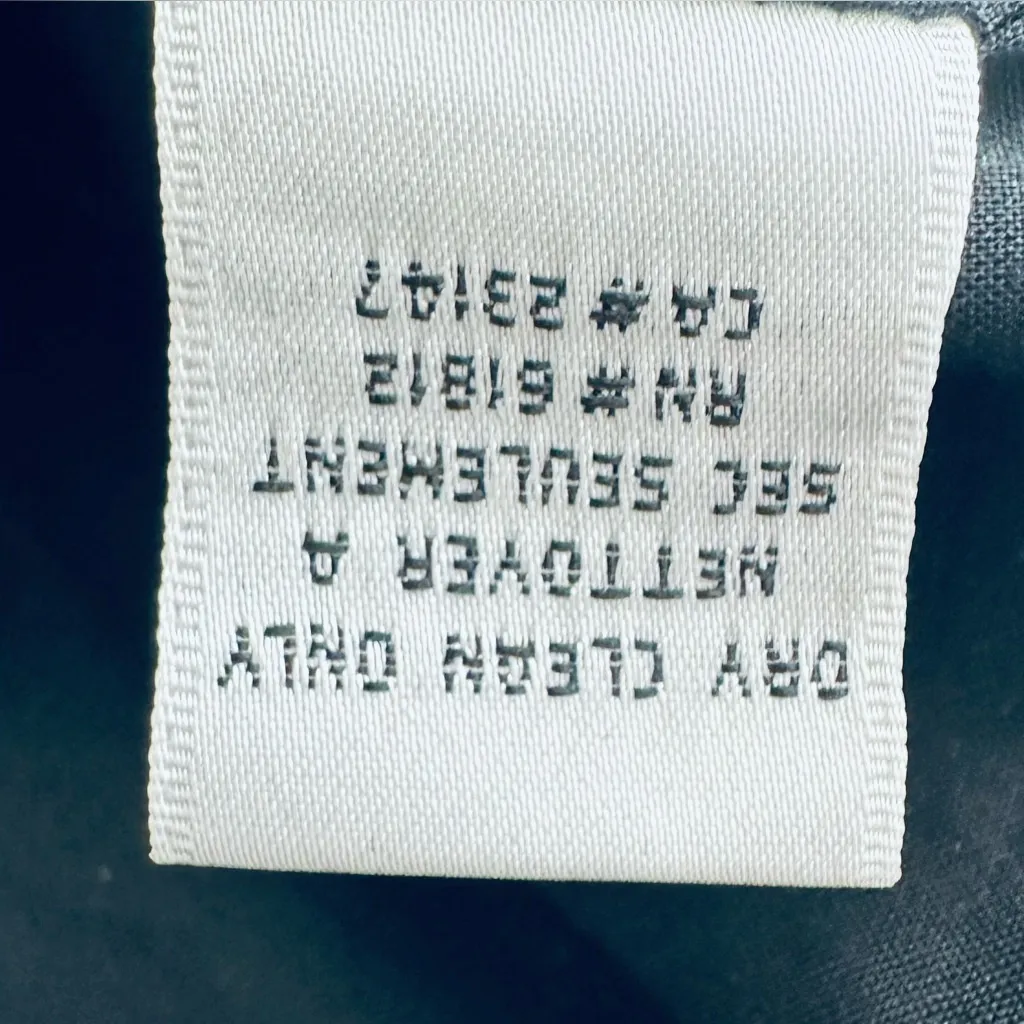 DRY CLEAN ONLY
NETTOYER A
SEC SEULEMENT
RN # 61812
CA # 23147